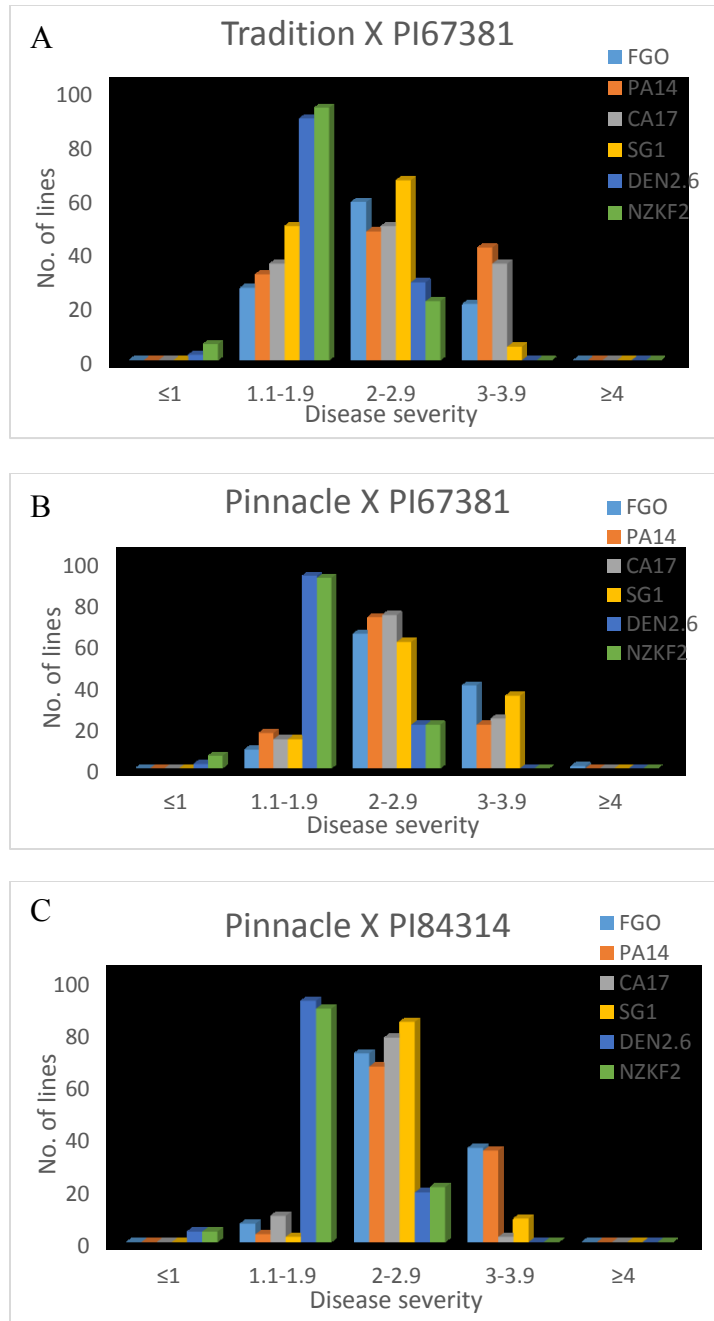 A
Tradition X PI67381
FGO
PA14
CA17
SG1
DEN2.6
NZKF2
No. of lines
100
80
60
40
20
0
≤1 1.1-1.9 2-2.9 3-3.9 ≥4
Disease severity
B
Pinnacle X PI67381
FGO
PA14
CA17
SG1
DEN2.6
NZKF2
No. of lines
100
80
60
40
20
0
≤1 1.1-1.9 2-2.9 3-3.9 ≥4
Disease severity
C
Pinnacle X PI84314
FGO
PA14
CA17
SG1
DEN2.6
NZKF2
No. of lines
100
80
60
40
20
0
≤1 1.1-1.9 2-2.9 3-3.9 ≥4
Disease severity